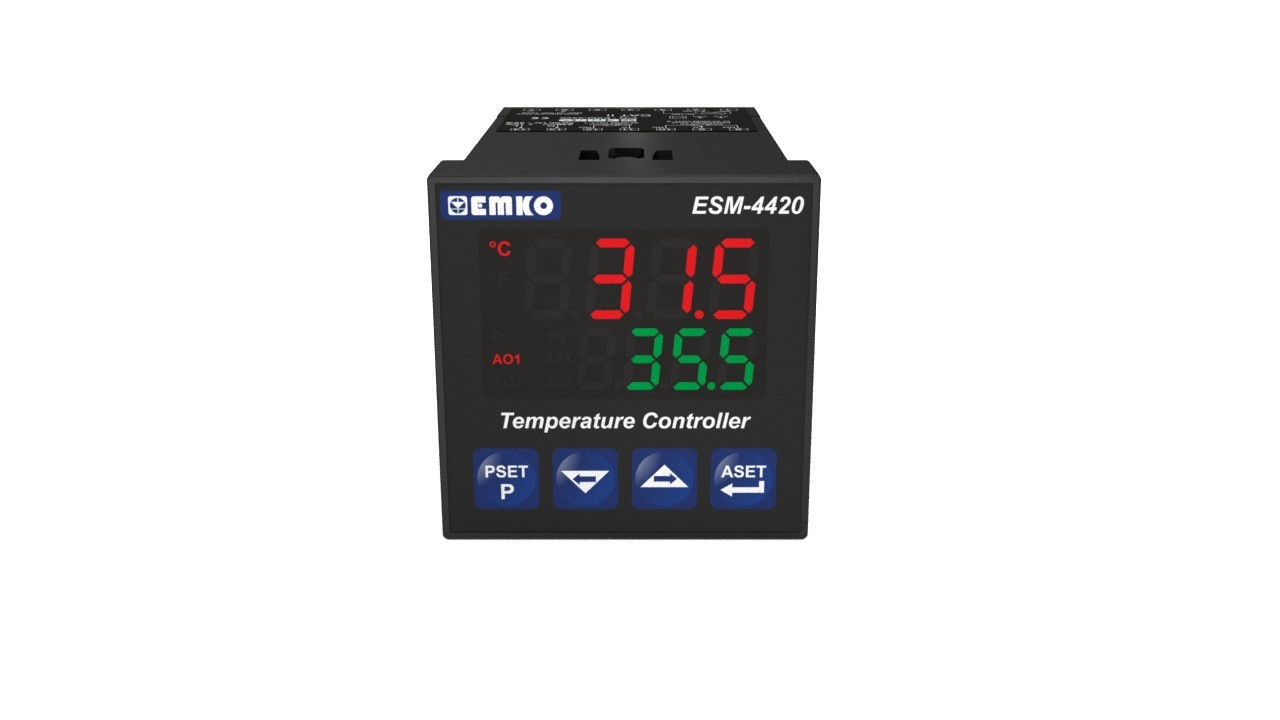 EMKO
ESM-4420
°C
31.5
AO1
35.5
Temperature Controller
PSET
P
ASET